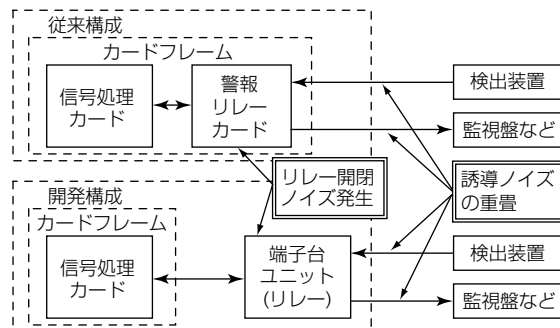 従来構成
カードフレーム
信号処理
カード
警報
リレー
カード
検出装置
監視盤など
リレー開閉
ノイズ発生
誘導ノイズ
の重畳
開発構成
カードフレーム
信号処理
カード
端子台
ユニット
(リレー)
検出装置
監視盤など